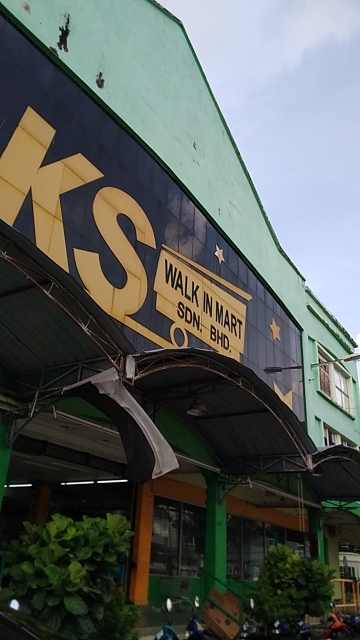 KS
WALK IN MART
SDN. BHD.